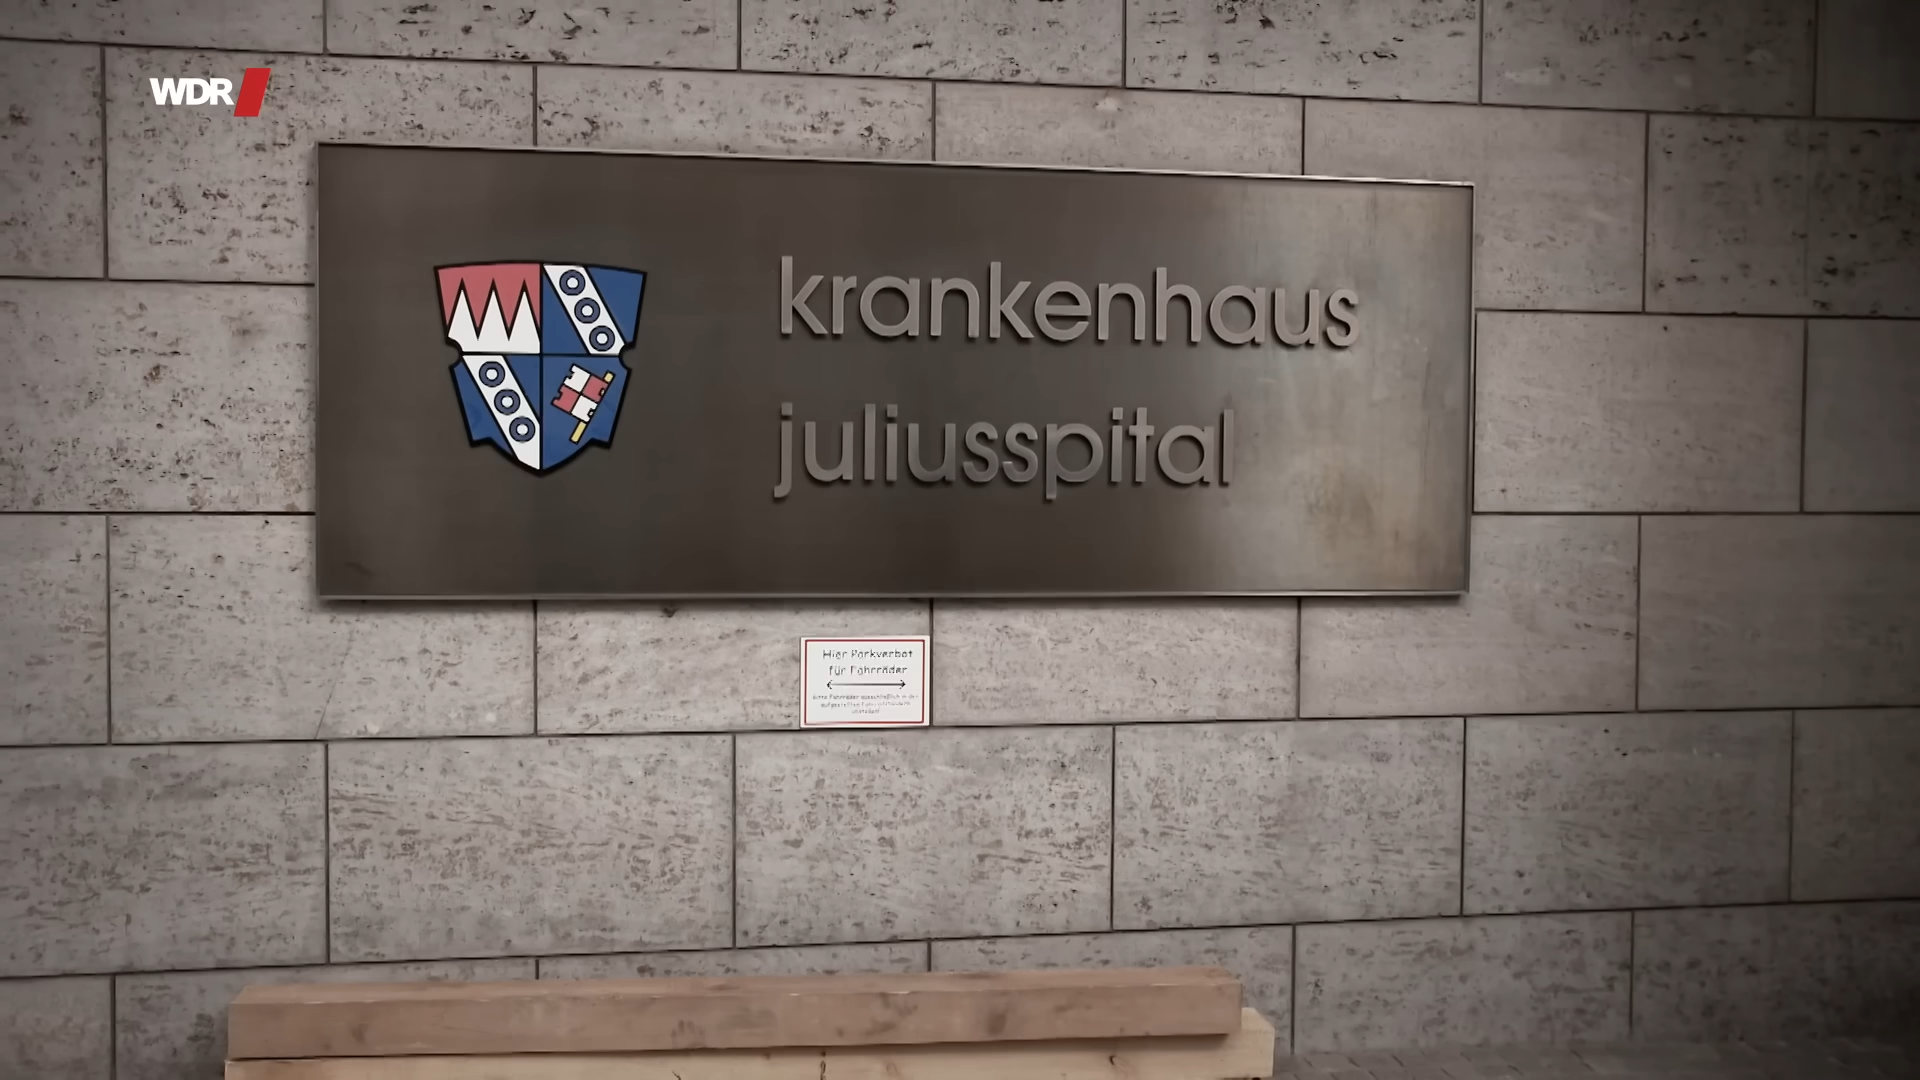 WDR
krankenhaus
juliusspital
Hier Parkverbot
für Fahrräder